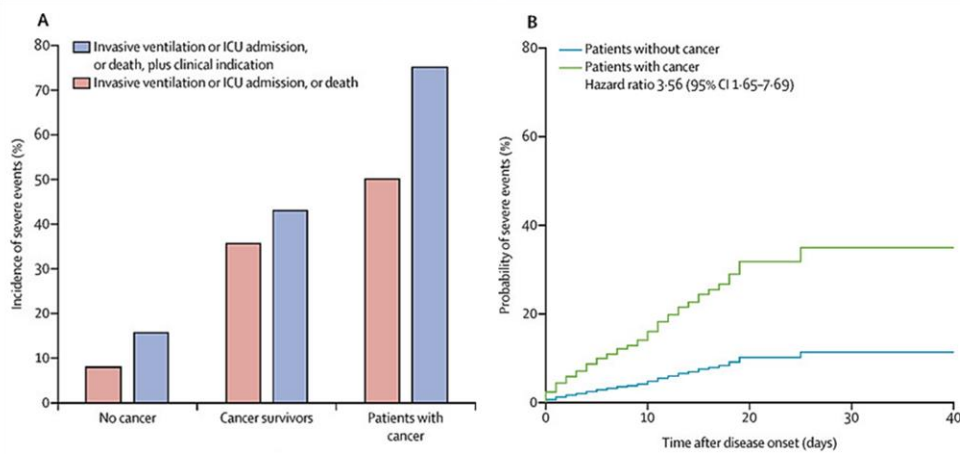 A
Invasive ventilation or ICU admission,
or death, plus clinical indication
Invasive ventilation or ICU admission, or death
Incidence of severe events (%)
80
70
60
50
40
30
20
10
0
No cancer
Cancer survivors
Patients with
cancer
B
Patients without cancer
Patients with cancer
Hazard ratio 3·56 (95% CI 1·65–7·69)
Probability of severe events (%)
80
60
40
20
0
0
10
20
30
40
Time after disease onset (days)